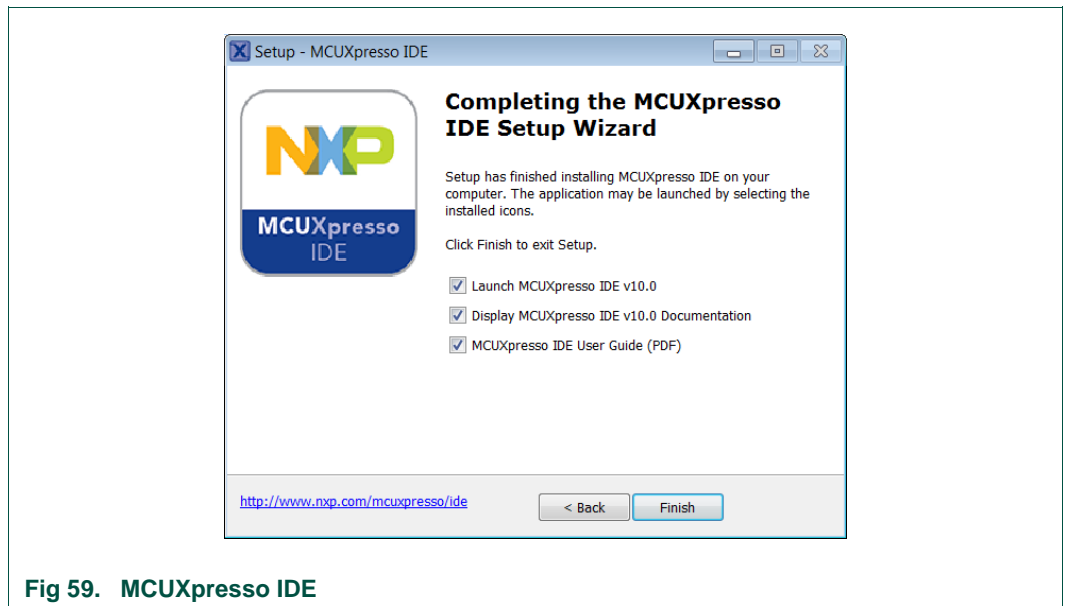 Setup - MCUXpresso IDE
NXP
MCUXpresso
IDE
Completing the MCUXpresso
IDE Setup Wizard
Setup has finished installing MCUXpresso IDE on your
computer. The application may be launched by selecting the
installed icons.
Click Finish to exit Setup.
Launch MCUXpresso IDE v10.0
Display MCUXpresso IDE v10.0 Documentation
MCUXpresso IDE User Guide (PDF)
http://www.nxp.com/mcuxpresso/ide
< Back
Finish
Fig 59. MCUXpresso IDE